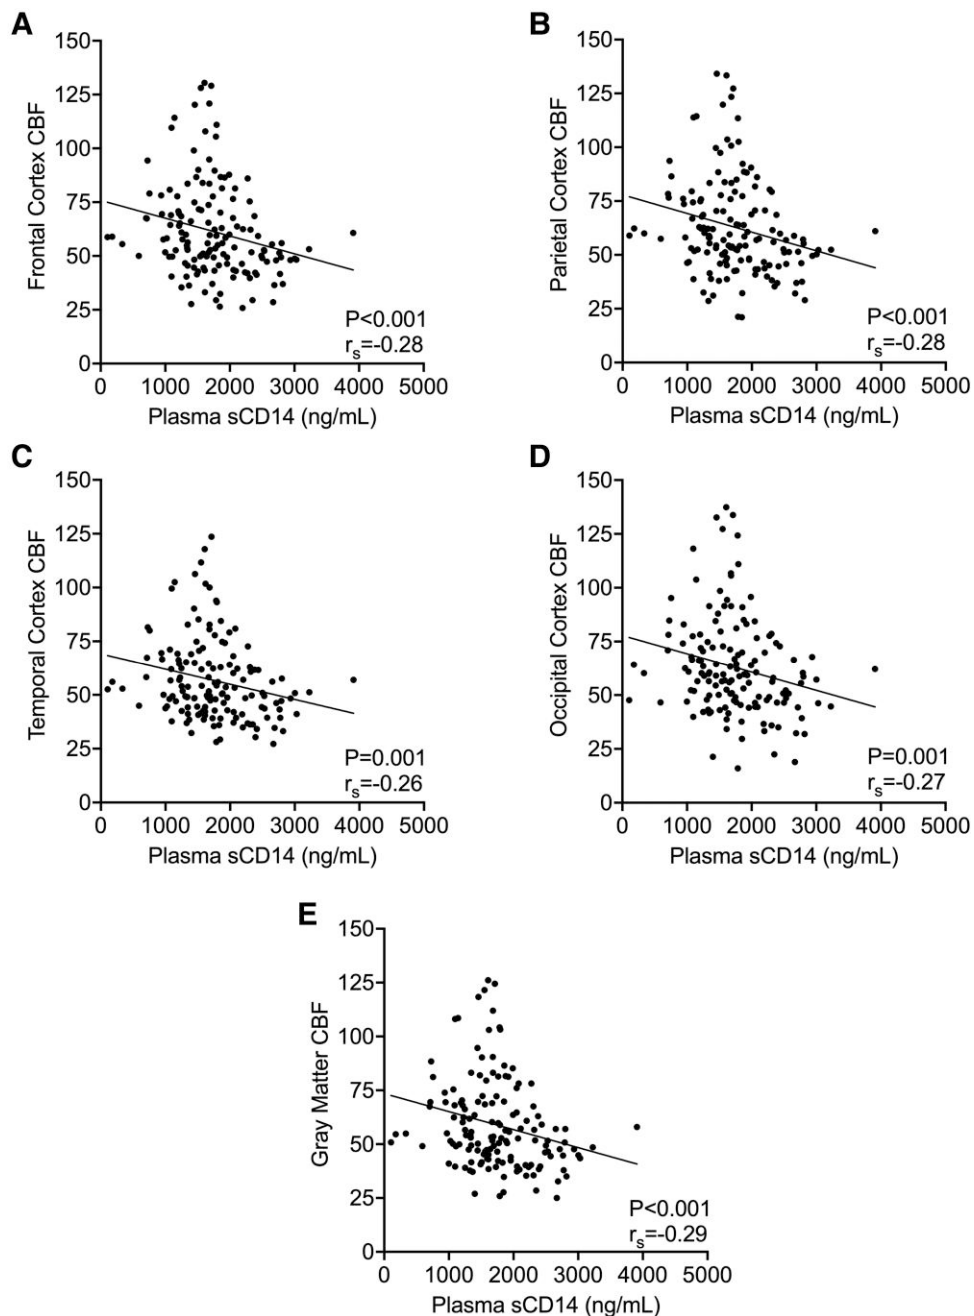 A
Frontal Cortex CBF
150
125
100
75
50
25
0
0 1000 2000 3000 4000 5000
Plasma sCD14 (ng/mL)
P<0.001
rs=-0.28
B
Parietal Cortex CBF
150
125
100
75
50
25
0
0 1000 2000 3000 4000 5000
Plasma sCD14 (ng/mL)
P<0.001
rs=-0.28
C
Temporal Cortex CBF
150
125
100
75
50
25
0
0 1000 2000 3000 4000 5000
Plasma sCD14 (ng/mL)
P=0.001
rs=-0.26
D
Occipital Cortex CBF
150
125
100
75
50
25
0
0 1000 2000 3000 4000 5000
Plasma sCD14 (ng/mL)
P=0.001
rs=-0.27
E
Gray Matter CBF
150
125
100
75
50
25
0
0 1000 2000 3000 4000 5000
Plasma sCD14 (ng/mL)
P<0.001
rs=-0.29